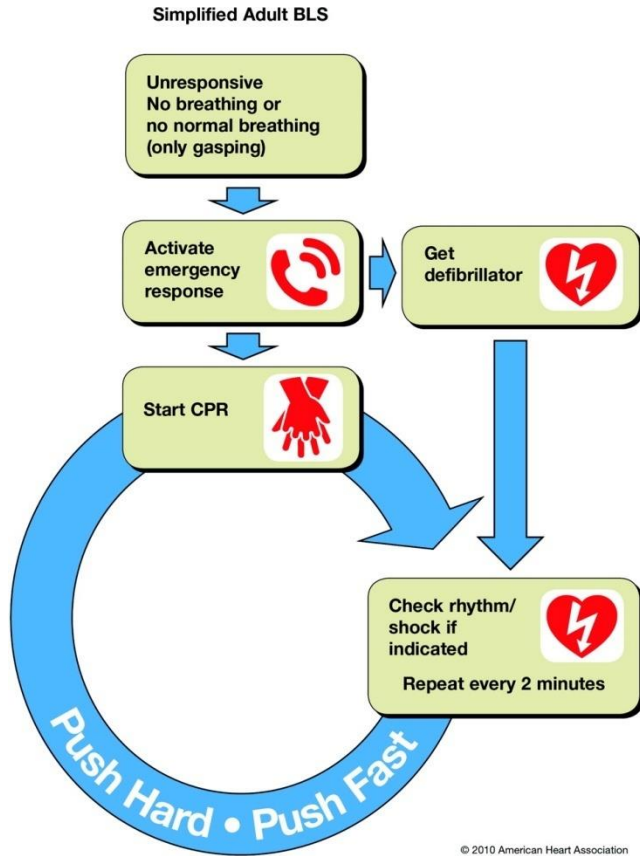 Simplified Adult BLS
Unresponsive
No breathing or
no normal breathing
(only gasping)
Activate
emergency
response
Get
defibrillator
Start CPR
Check rhythm/
shock if
indicated
Repeat every 2 minutes
Push Hard • Push Fast
© 2010 American Heart Association